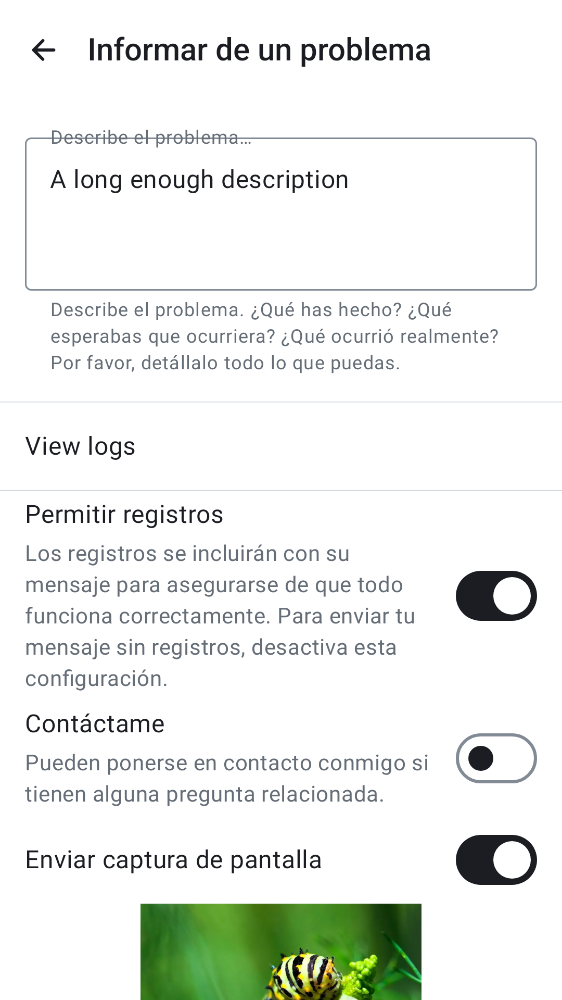 Informar de un problema
Describe el problema…
A long enough description
Describe el problema. ¿Qué has hecho? ¿Qué
esperabas que ocurriera? ¿Qué ocurrió realmente?
Por favor, detállalo todo lo que puedas.
View logs
Permitir registros
Los registros se incluirán con su
mensaje para asegurarse de que todo
funciona correctamente. Para enviar tu
mensaje sin registros, desactiva esta
configuración.
Contáctame
Pueden ponerse en contacto conmigo si
tienen alguna pregunta relacionada.
Enviar captura de pantalla